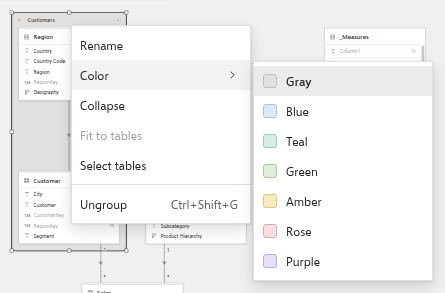 Customers
Region
Country
Country Code
Region
RegionKey
Geography
Customer
City
Customer
CustomerKey
RegionKey
Segment
Rename
Color
Collapse
Fit to tables
Select tables
Ungroup Ctrl+Shift+G
_Measures
Column1
Gray
Blue
Teal
Green
Amber
Rose
Purple
Subcategory
Product Hierarchy
1
*
*
Sales